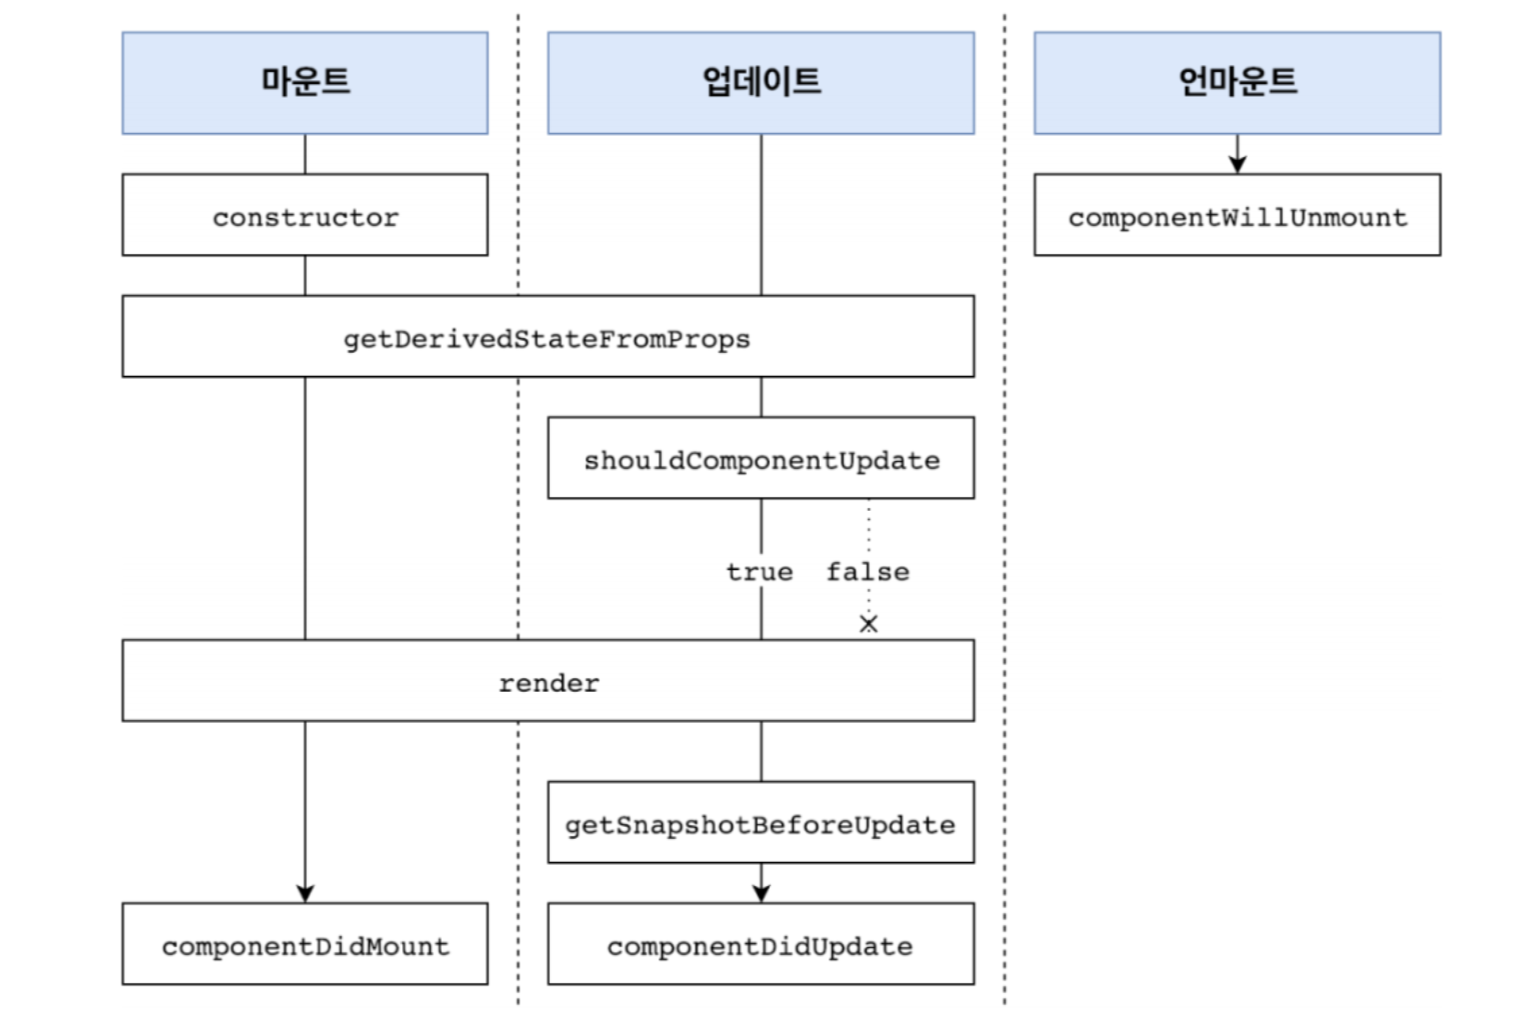 마운트
업데이트
언마운트
constructor
componentWillUnmount
getDerivedStateFromProps
shouldComponentUpdate
true false
render
getSnapshotBeforeUpdate
componentDidMount
componentDidUpdate